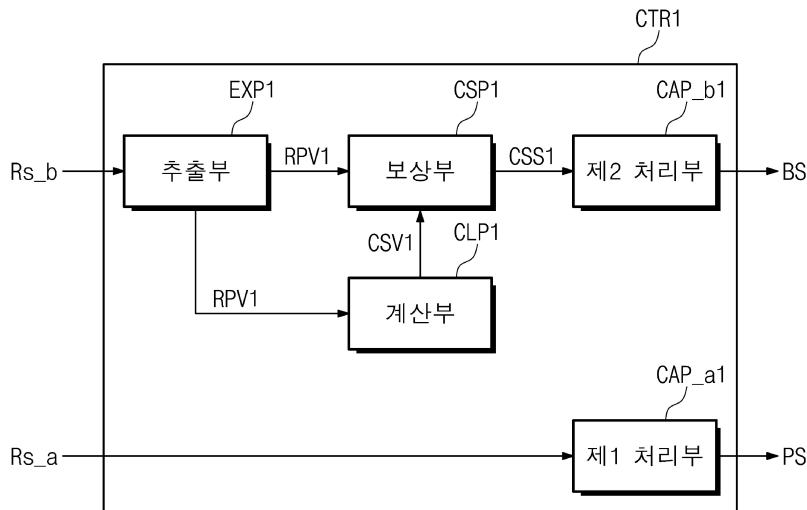 CTR1
EXP1
CSP1
CAP_b1
Rs_b
추출부
RPV1
보상부
CSS1
제2 처리부
BS
CSV1
CLP1
RPV1
계산부
CAP_a1
Rs_a
제1 처리부
PS